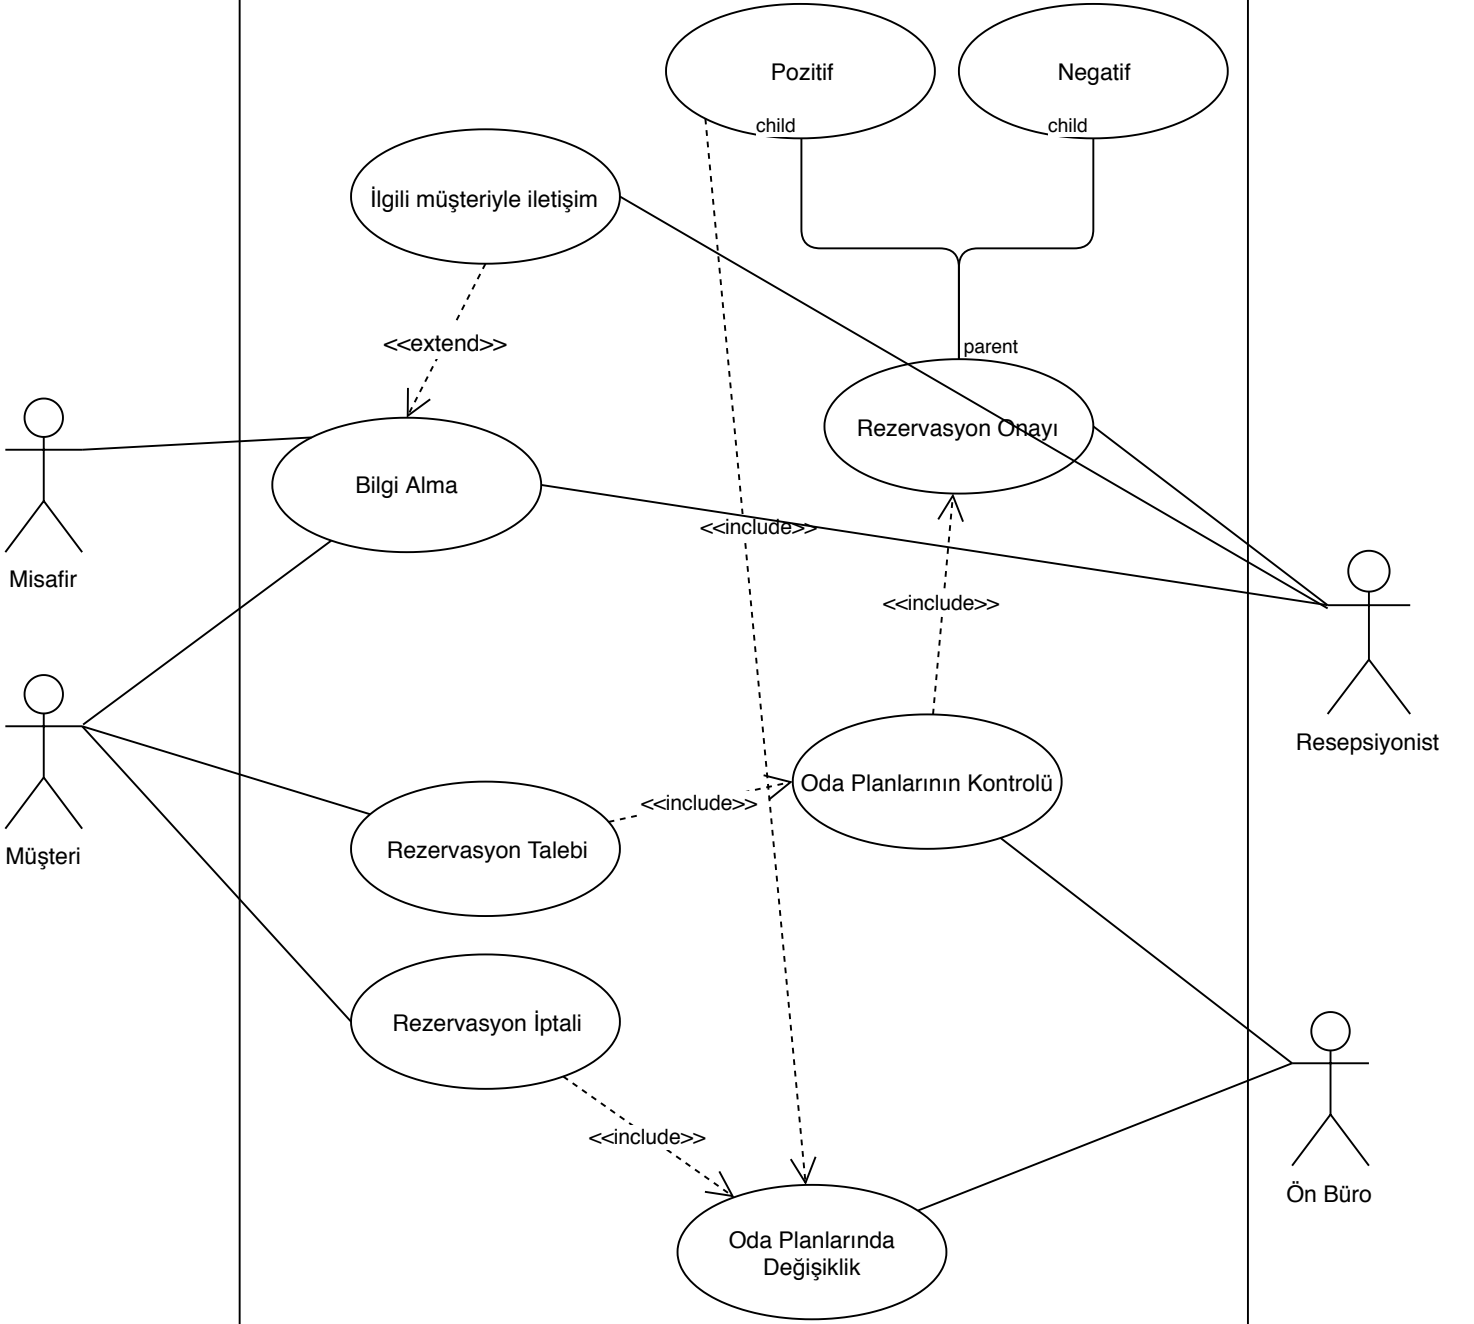 Pozitif
Negatif
child
child
İlgili müşteriyle iletişim
<<extend>>
parent
Rezervasyon Onayı
Bilgi Alma
<<include>>
Misafir
<<include>>
Resepsiyonist
Oda Planlarının Kontrolü
<<include>>
Rezervasyon Talebi
Müşteri
Rezervasyon İptali
<<include>>
Ön Büro
Oda Planlarında
Değişiklik